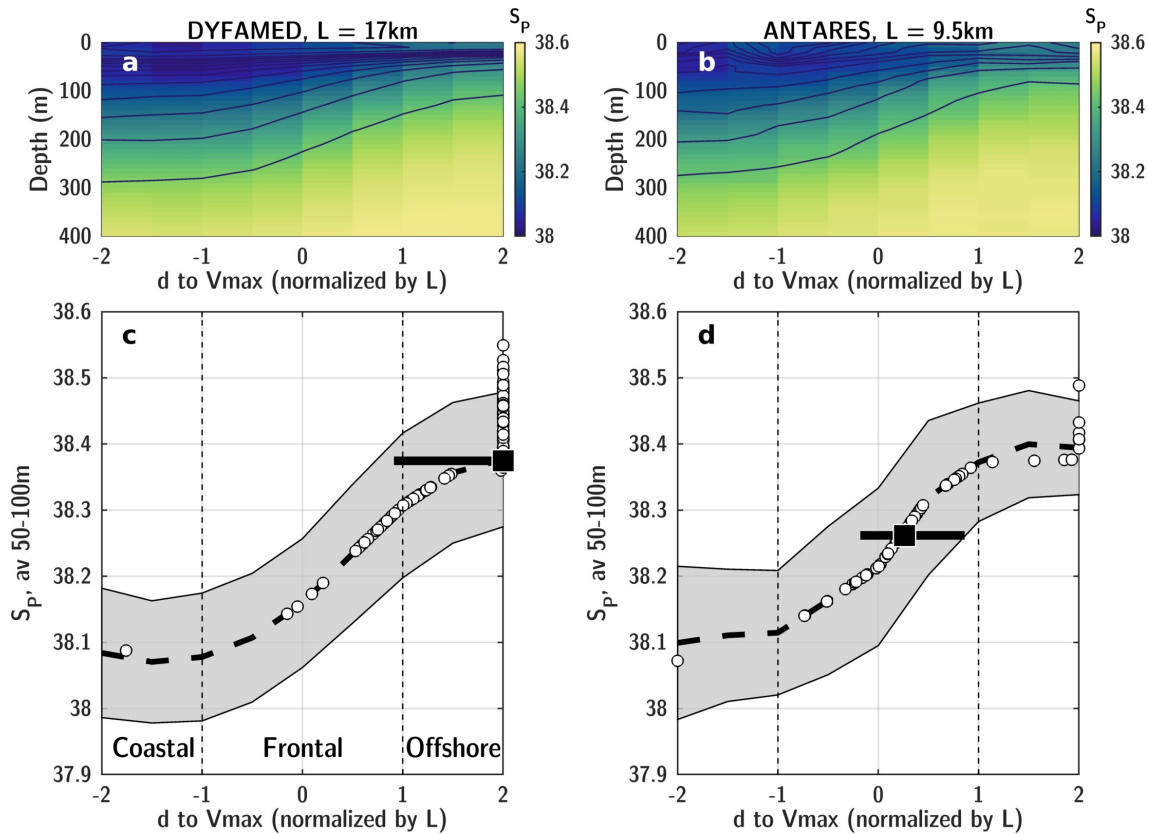 DYFAMED, L = 17km
S_P
ANTARES, L = 9.5km
S_P
a
b
Depth (m)
0
100
200
300
400
-2 -1 0 1 2
d to Vmax (normalized by L)
38.6
38.4
38.2
38
Depth (m)
0
100
200
300
400
-2 -1 0 1 2
d to Vmax (normalized by L)
38.6
38.4
38.2
38
c
S_P, av 50-100m
38.6
38.5
38.4
38.3
38.2
38.1
38
37.9
Coastal Frontal Offshore
-2 -1 0 1 2
d to Vmax (normalized by L)
d
S_P, av 50-100m
38.6
38.5
38.4
38.3
38.2
38.1
38
37.9
-2 -1 0 1 2
d to Vmax (normalized by L)